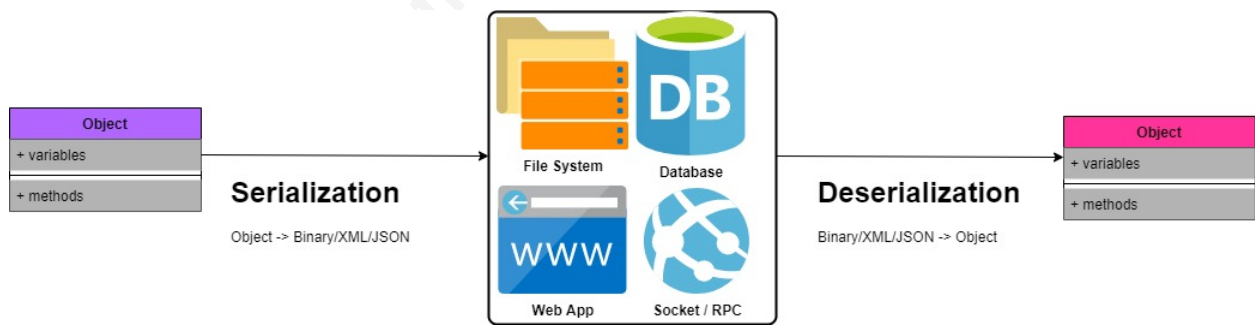 Object
+ variables
+ methods
Serialization
Object -> Binary/XML/JSON
DB
File System
Database
WWW
Web App
Socket / RPC
Deserialization
Binary/XML/JSON -> Object
Object
+ variables
+ methods